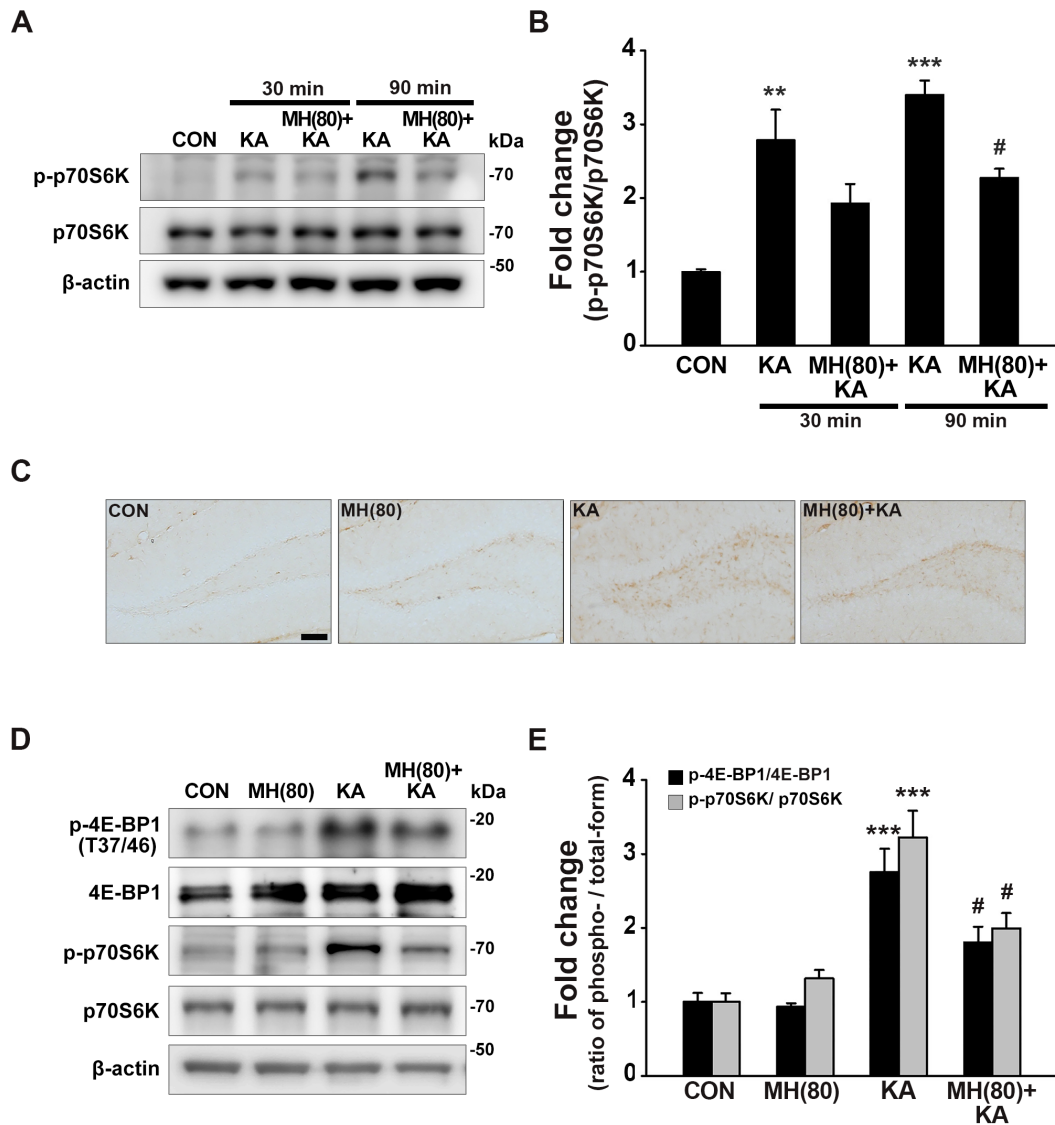 A
30 min
90 min
CON
KA
MH(80)+
KA
KA
MH(80)+
KA
kDa
p-p70S6K
-70
p70S6K
-70
-50
β-actin
B
Fold change
(p-p70S6K/p70S6K)
4
3
2
1
0
**
***
#
CON
KA
MH(80)+
KA
KA
MH(80)+
KA
30 min
90 min
C
CON
MH(80)
KA
MH(80)+KA
D
CON
MH(80)
KA
MH(80)+
KA
kDa
p-4E-BP1
(T37/46)
-20
4E-BP1
-20
p-p70S6K
-70
p70S6K
-70
-50
β-actin
E
Fold change
(ratio of phospho- / total-form)
4
3
2
1
0
p-4E-BP1/4E-BP1
p-p70S6K/ p70S6K
***
***
#
#
CON
MH(80)
KA
MH(80)+
KA